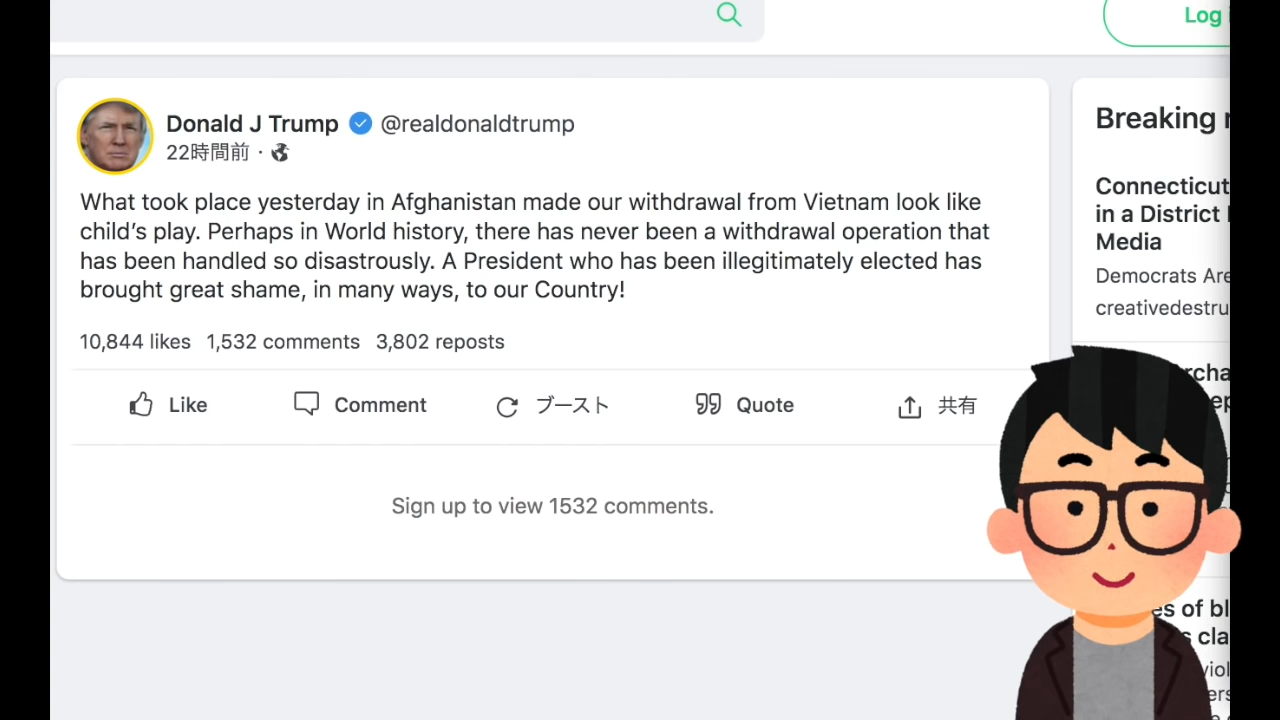 Log
Donald J Trump @realdonaldtrump
22時間前 ·
What took place yesterday in Afghanistan made our withdrawal from Vietnam look like
child’s play. Perhaps in World history, there has never been a withdrawal operation that
has been handled so disastrously. A President who has been illegitimately elected has
brought great shame, in many ways, to our Country!
10,844 likes 1,532 comments 3,802 reposts
Like Comment ブースト Quote 共有
Sign up to view 1532 comments.
Breaking
Connecticut
in a District
Media
Democrats Are
creativedestru